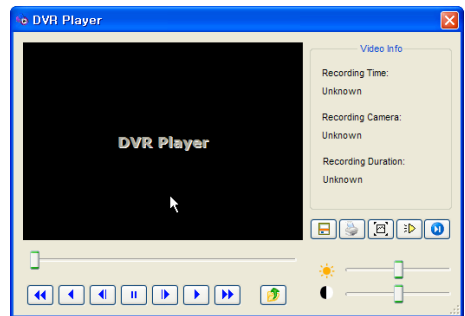 DVR Player
DVR Player
Video Info
Recording Time:
Unknown
Recording Camera:
Unknown
Recording Duration:
Unknown